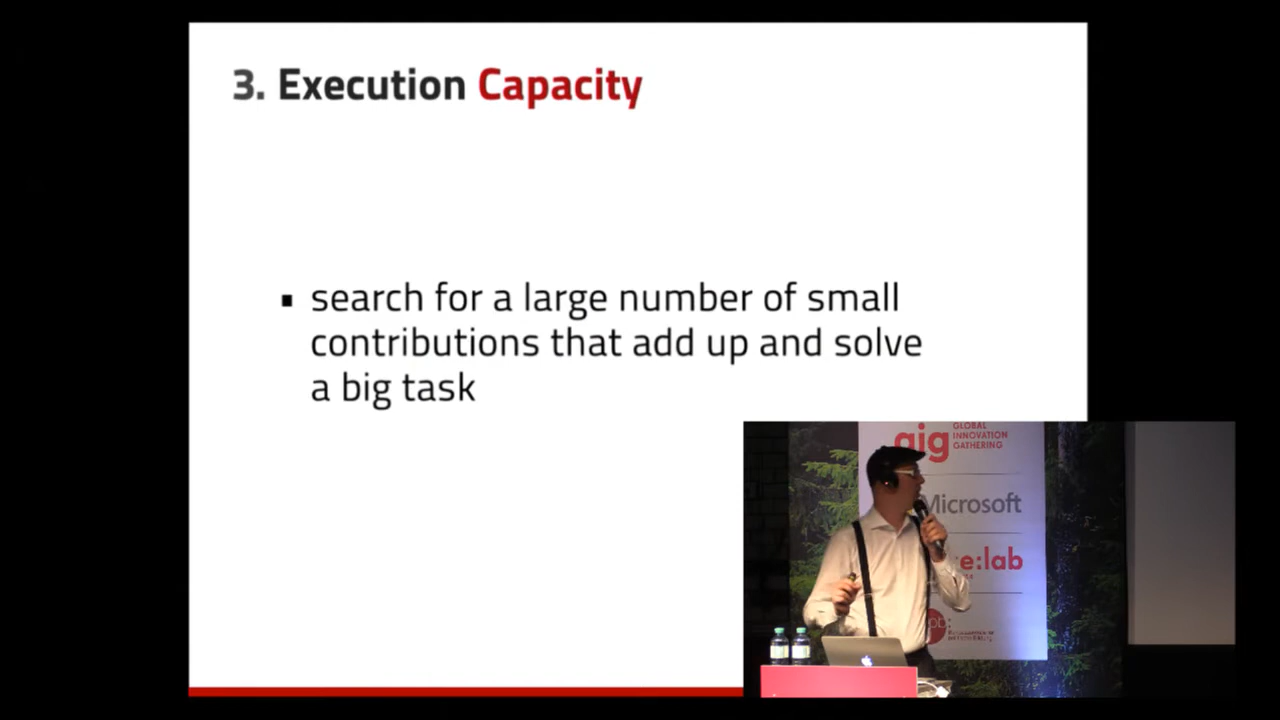 3. Execution Capacity
▪ search for a large number of small
contributions that add up and solve
a big task
gig GLOBAL
INNOVATION
GATHERING
Microsoft
e:lab